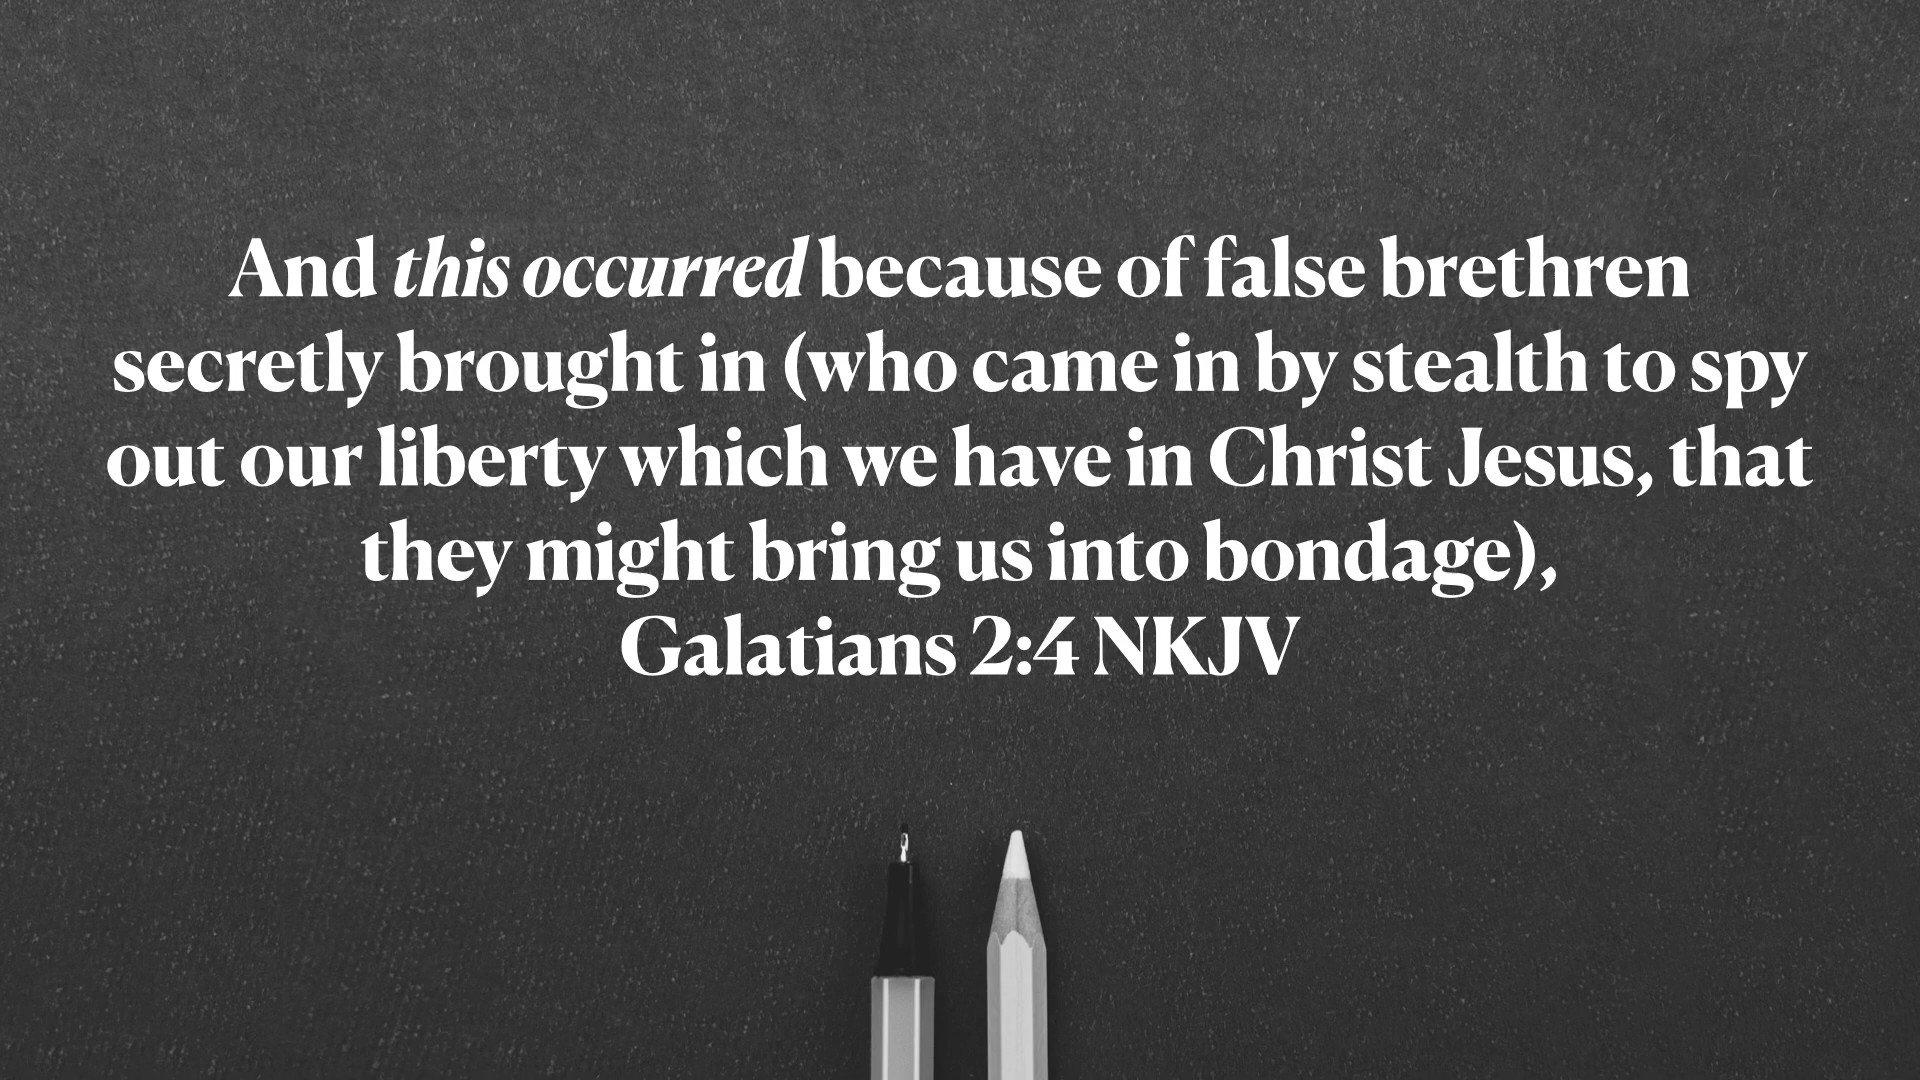 And this occurred because of false brethren
secretly brought in (who came in by stealth to spy
out our liberty which we have in Christ Jesus, that
they might bring us into bondage),
Galatians 2:4 NKJV